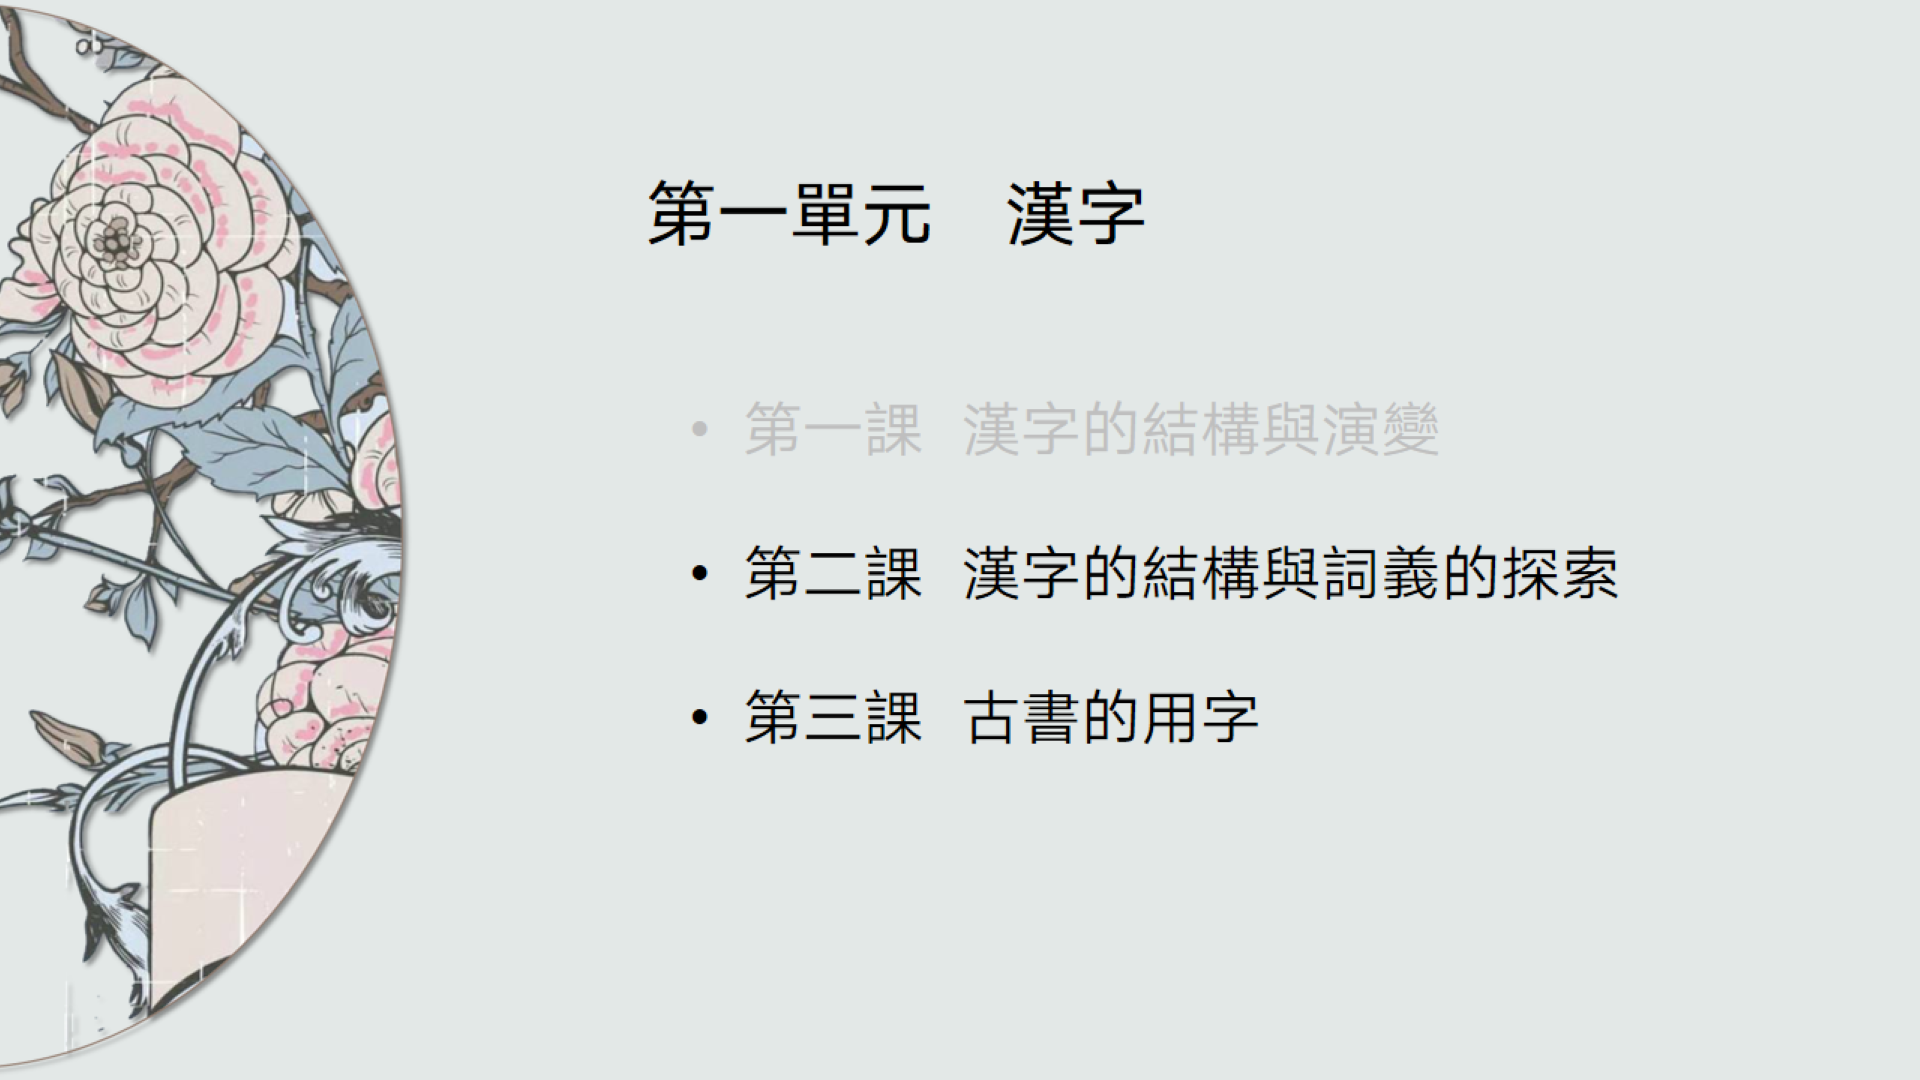 第一單元　漢字
• 第一課 漢字的結構與演變
• 第二課 漢字的結構與詞義的探索
• 第三課 古書的用字